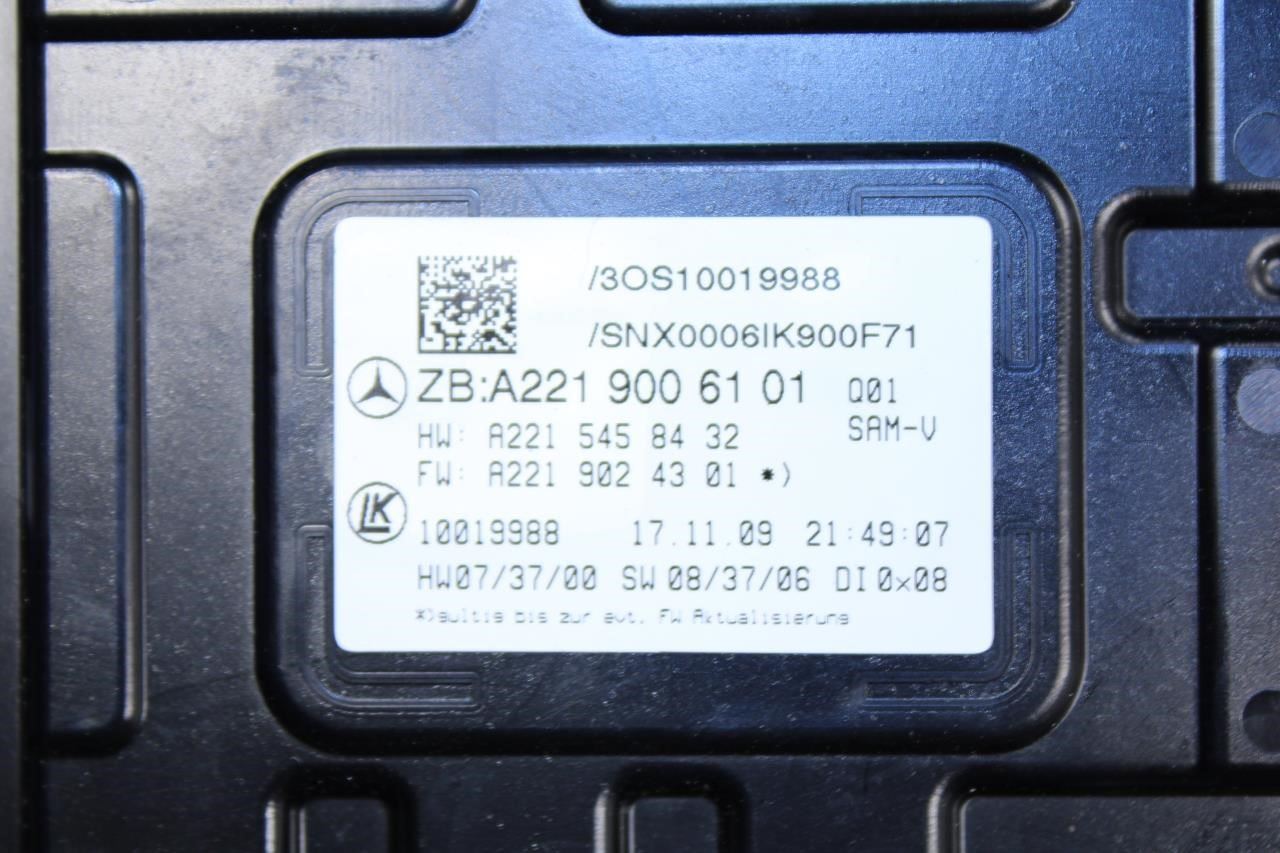 /3OS10019988
/SNX0006IK900F71
ZB:A221 900 61 01 Q01
HW: A221 545 84 32 SAM-V
FW: A221 902 43 01 *)
LK
10019988 17.11.09 21:49:07
HW07/37/00 SW 08/37/06 DI 0x08
*)gultig bis zur evt. FW Aktualisierung